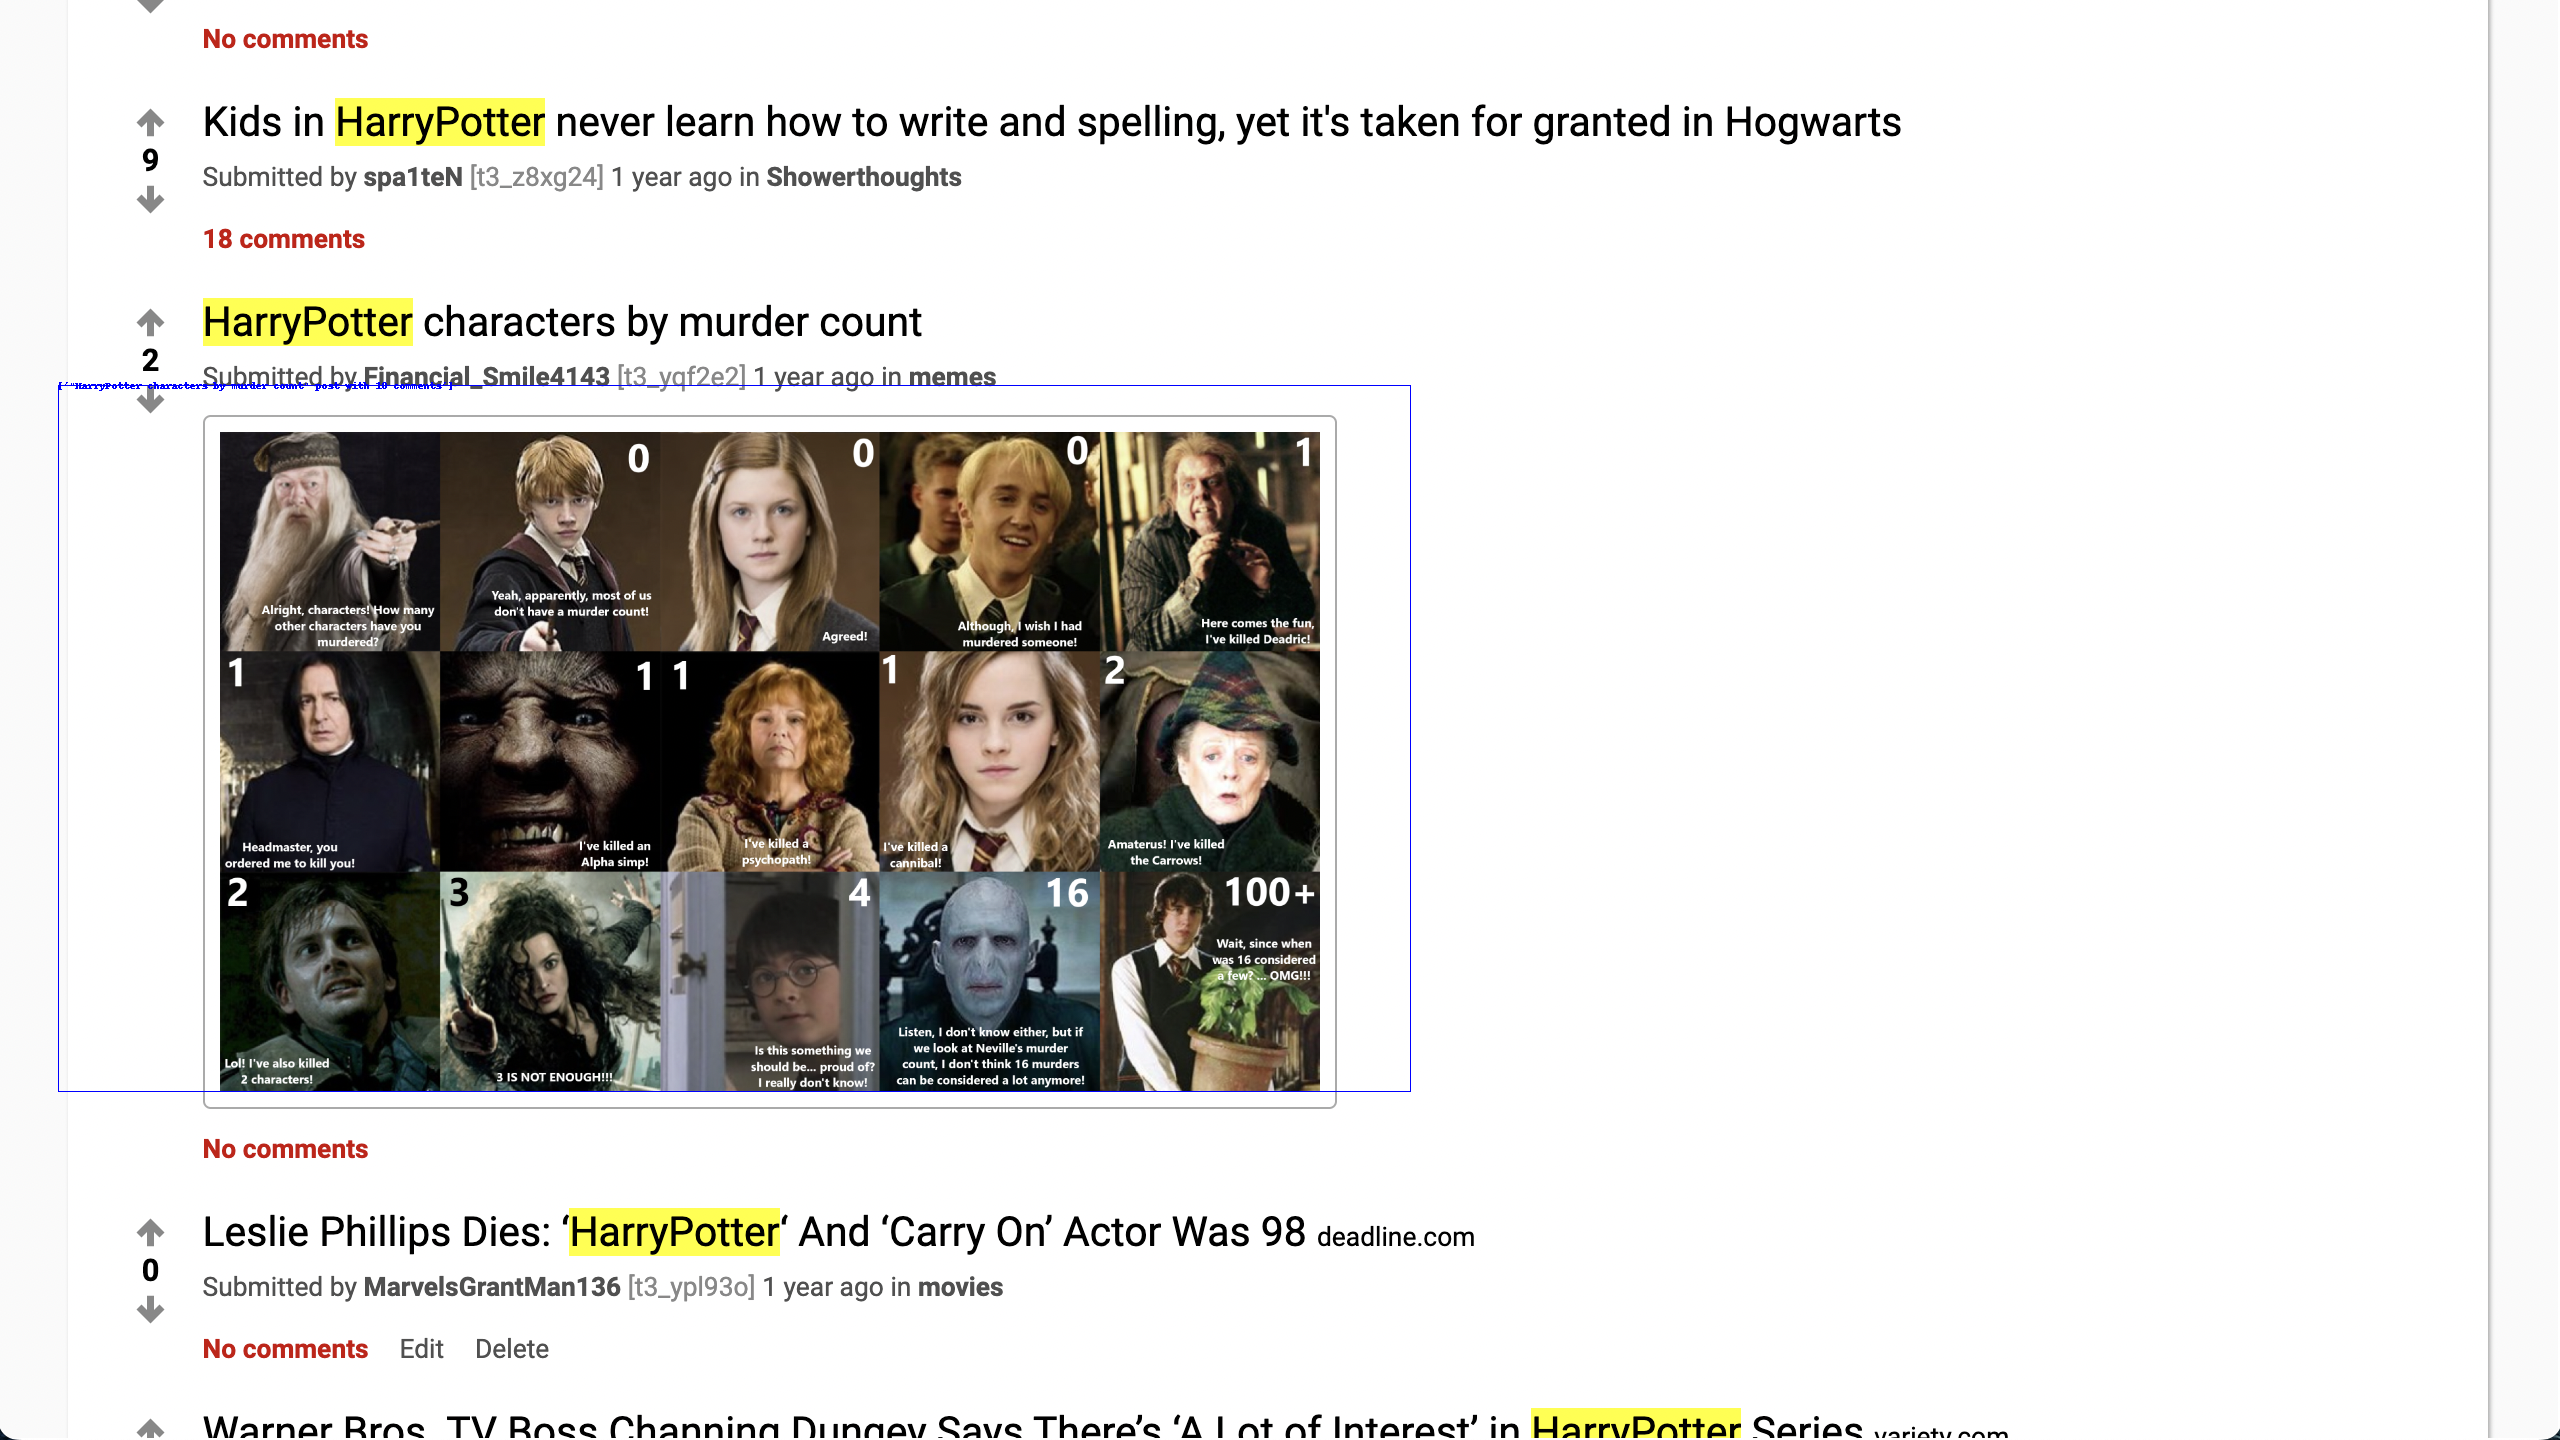 No comments
Kids in HarryPotter never learn how to write and spelling, yet it's taken for granted in Hogwarts
9
Submitted by spa1teN [t3_z8xg24] 1 year ago in Showerthoughts
18 comments
HarryPotter characters by murder count
2
Submitted by Financial_Smile4143 [t3_yqf2e2] 1 year ago in memes
"HarryPotter characters by murder count" post with 18 comments"]
Alright, characters! How many
other characters have you
murdered?
0
Yeah, apparently, most of us
don't have a murder count!
0
Agreed!
0
Although, I wish I had
murdered someone!
1
Here comes the fun,
I've killed Deadric!
1
Headmaster, you
ordered me to kill you!
1
I've killed an
Alpha simp!
1
I've killed a
psychopath!
1
I've killed a
cannibal!
2
Amaterus! I've killed
the Carrows!
2
Lol! I've also killed
2 characters!
3
3 IS NOT ENOUGH!!!
4
Is this something we
should be... proud of?
I really don't know!
16
Listen, I don't know either, but if
we look at Neville's murder
count, I don't think 16 murders
can be considered a lot anymore!
100+
Wait, since when
was 16 considered
a few? ... OMG!!!
No comments
Leslie Phillips Dies: ‘HarryPotter‘ And ‘Carry On’ Actor Was 98 deadline.com
0
Submitted by MarvelsGrantMan136 [t3_ypl93o] 1 year ago in movies
No comments Edit Delete
Warner Bros. TV Boss Channing Dungey Says There’s ‘A Lot of Interest’ in HarryPotter Series variety.com